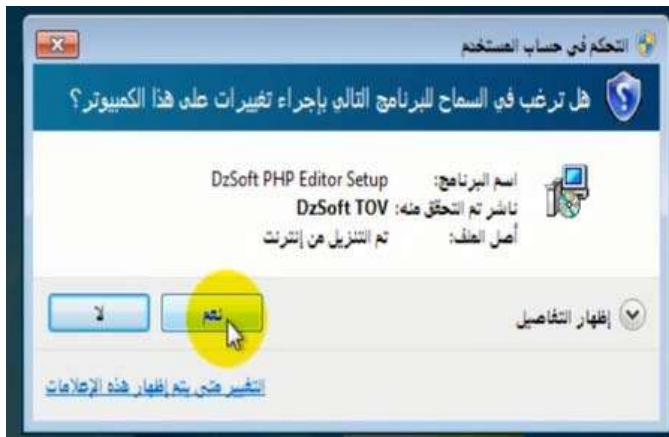 التحكم في حساب المستخدم
هل ترغب في السماح للبرنامج التالي بإجراء تغييرات على هذا الكمبيوتر؟
اسم البرنامج: DzSoft PHP Editor Setup
ناشر تم التحقق منه: DzSoft TOV
أصل الملف: تم التنزيل من إنترنت
إظهار التفاصيل
نعم
لا
التغيير متى يتم إظهار هذه الإعلامات